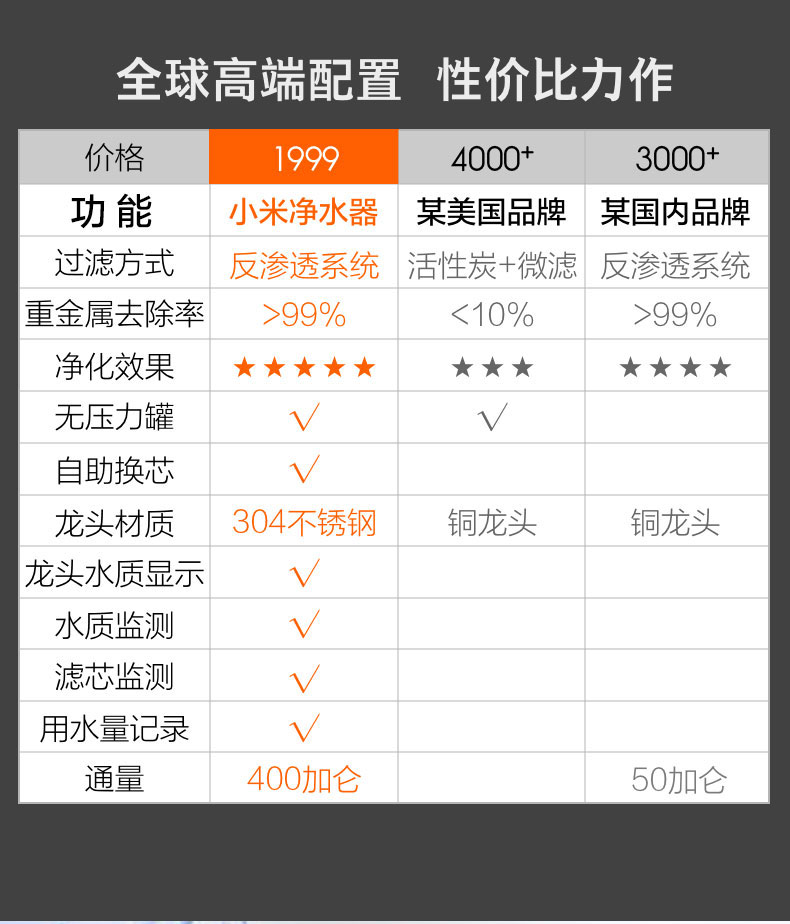 全球高端配置 性价比力作
价格 1999 4000+ 3000+
功能 小米净水器 某美国品牌 某国内品牌
过滤方式 反渗透系统 活性炭+微滤 反渗透系统
重金属去除率 >99% <10% >99%
净化效果 ★★★★★ ★★★ ★★★★
无压力罐 √ √
自助换芯 √
龙头材质 304不锈钢 铜龙头 铜龙头
龙头水质显示 √
水质监测 √
滤芯监测 √
用水量记录 √
通量 400加仑 50加仑